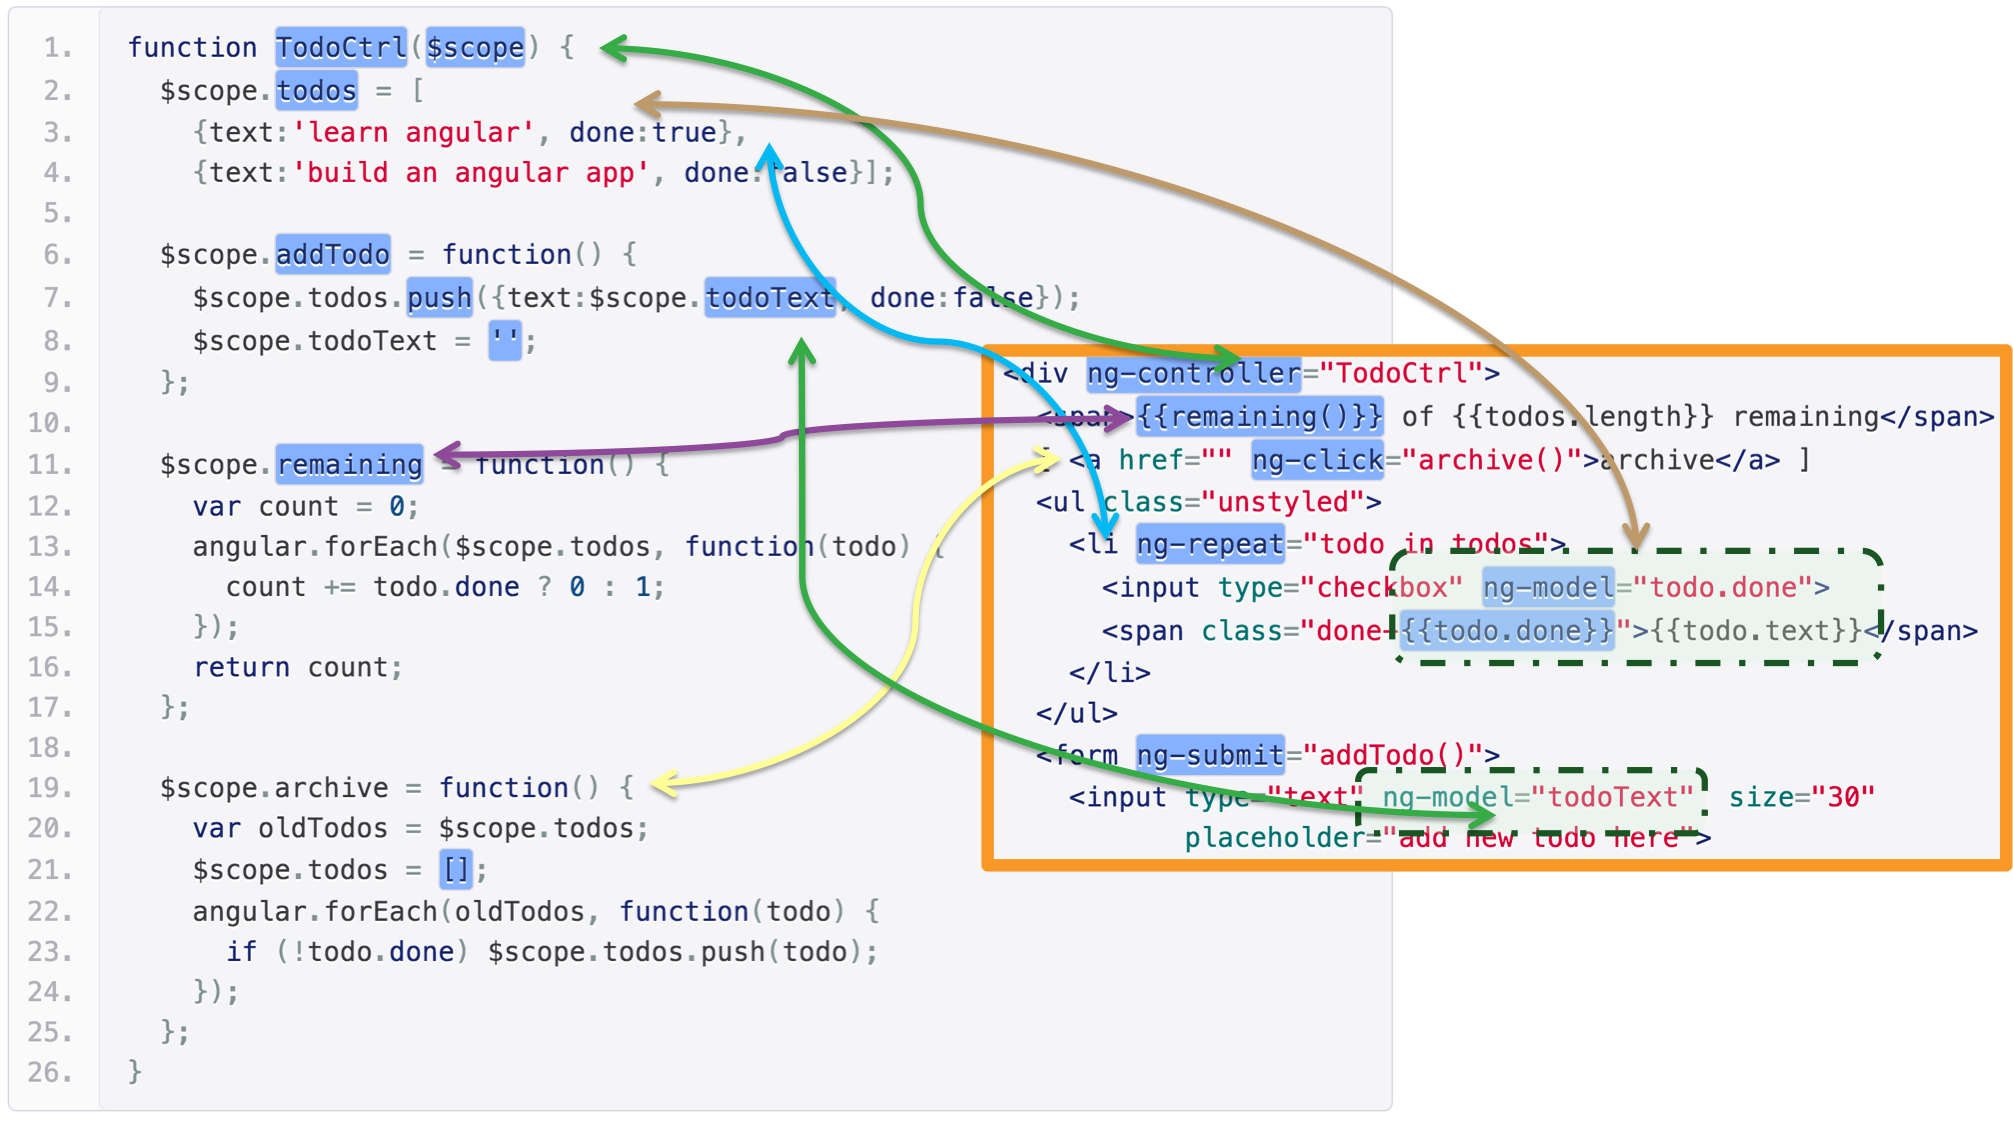 1. function TodoCtrl($scope) {
2. $scope.todos = [
3. {text:'learn angular', done:true},
4. {text:'build an angular app', done:false}];
5.
6. $scope.addTodo = function() {
7. $scope.todos.push({text:$scope.todoText, done:false});
8. $scope.todoText = '';
9. };
10.
11. $scope.remaining = function() {
12. var count = 0;
13. angular.forEach($scope.todos, function(todo) {
14. count += todo.done ? 0 : 1;
15. });
16. return count;
17. };
18.
19. $scope.archive = function() {
20. var oldTodos = $scope.todos;
21. $scope.todos = [];
22. angular.forEach(oldTodos, function(todo) {
23. if (!todo.done) $scope.todos.push(todo);
24. });
25. };
26. }
<div ng-controller="TodoCtrl">
<span>{{remaining()}} of {{todos.length}} remaining</span>
[ <a href="" ng-click="archive()">archive</a> ]
<ul class="unstyled">
<li ng-repeat="todo in todos">
<input type="checkbox" ng-model="todo.done">
<span class="done-{{todo.done}}">{{todo.text}}</span>
</li>
</ul>
<form ng-submit="addTodo()">
<input type="text" ng-model="todoText" size="30"
placeholder="add new todo here">